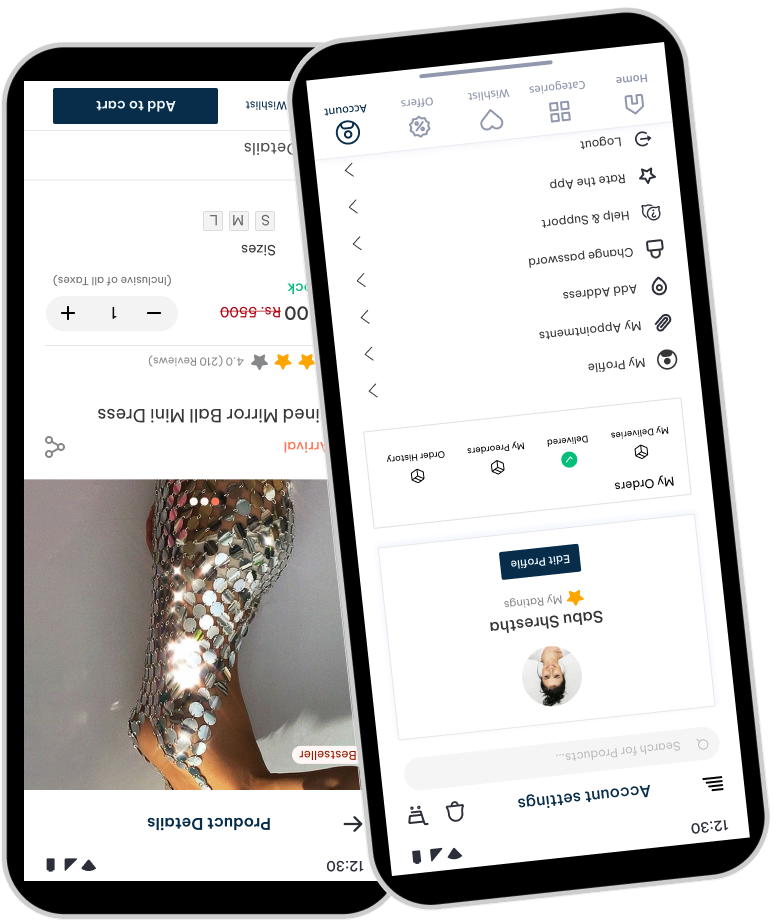 12:30
Product Details
Bestseller
Arrival
ined Mirror Ball Mini Dress
4.0 (210 Reviews)
00 Rs. 5500
1
ock
(Inclusive of all Taxes)
Sizes
S M L
Details
Wishlist
Add to cart
12:30
Account settings
Search for Products...
Sabu Shrestha
My Ratings
Edit Profile
My Orders
My Deliveries
Delivered
My Preorders
Order History
My Profile
My Appointments
Add Address
Change password
Help & Support
Rate the App
Logout
Home
Categories
Wishlist
Offers
Account